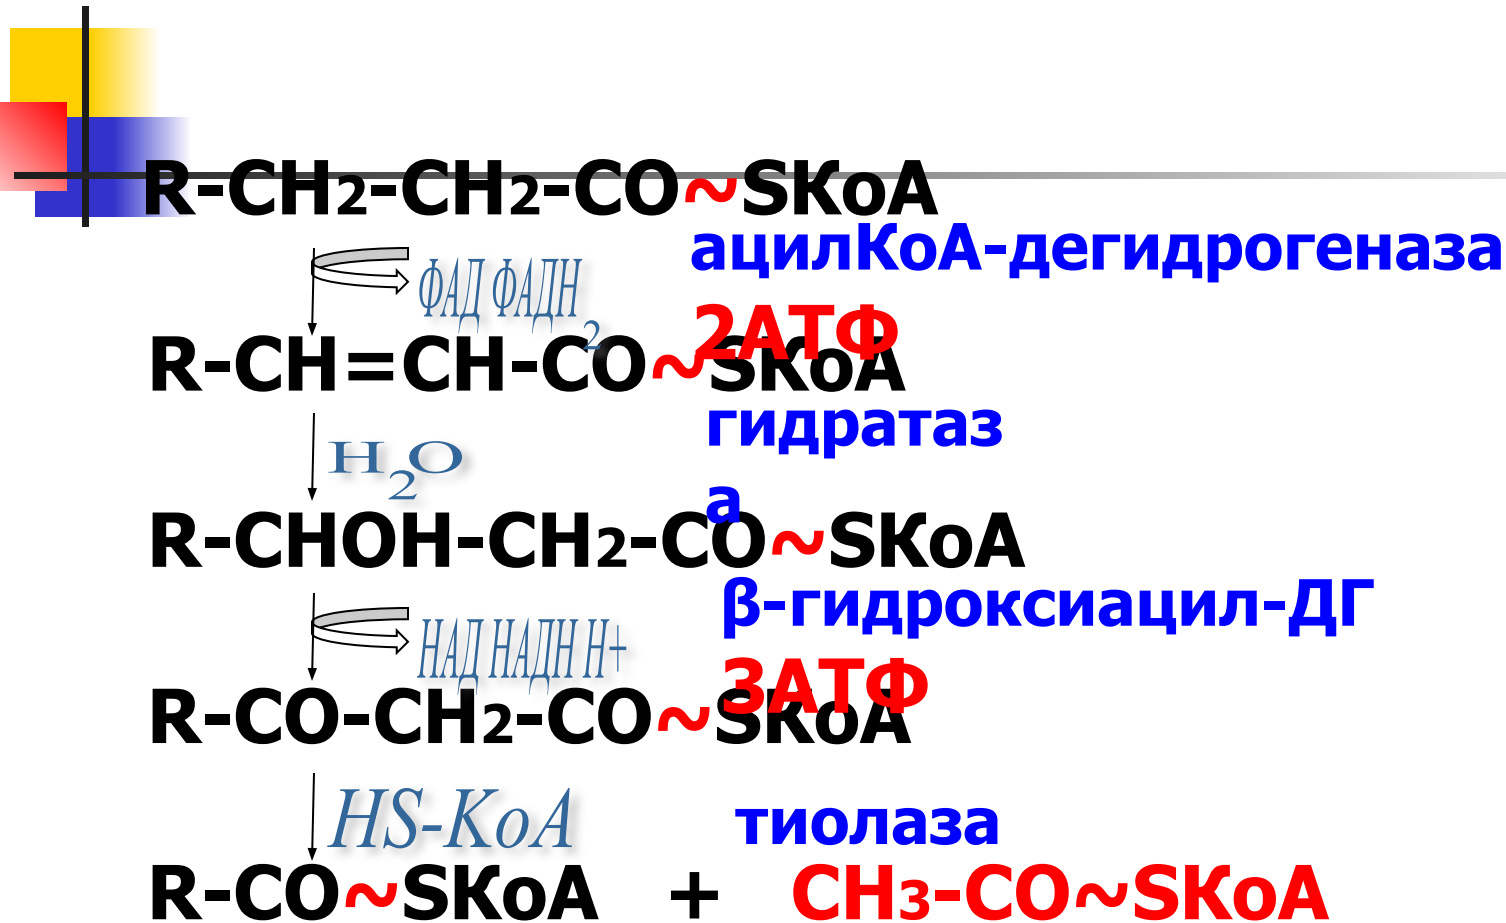 R-CH2-CH2-CO~SKoA
ацилКоА-дегидрогеназа
ФАД ФАДН2
2АТФ
R-CH=CH-CO~SKoA
гидратаз
а
H2O
R-CHOH-CH2-CO~SKoA
β-гидроксиацил-ДГ
НАД НАДН Н+
3АТФ
R-CO-CH2-CO~SKoA
HS-KoA
тиолаза
R-CO~SKoA + CH3-CO~SKoA